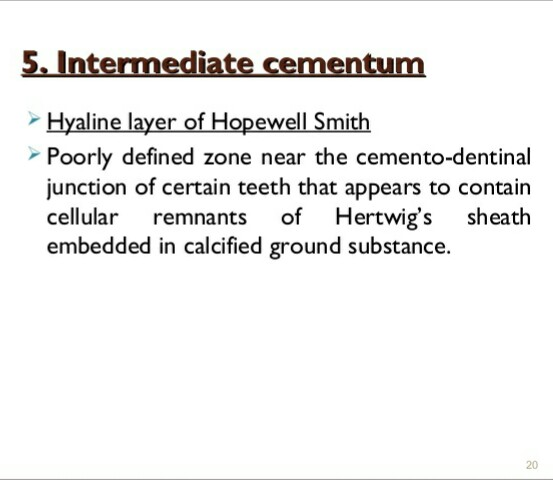 5. Intermediate cementum
➢ Hyaline layer of Hopewell Smith
➢ Poorly defined zone near the cemento-dentinal
junction of certain teeth that appears to contain
cellular remnants of Hertwig's sheath
embedded in calcified ground substance.
20